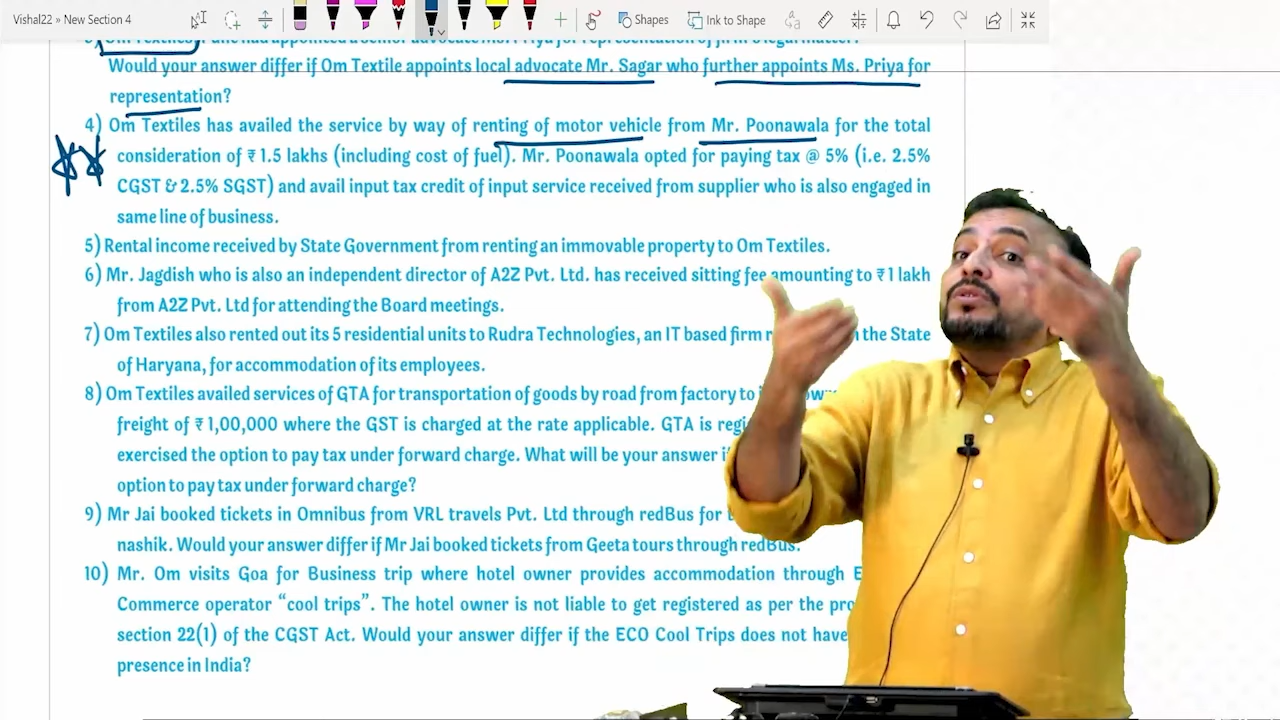 Vishal22 » New Section 4
Shapes
Ink to Shape
Would your answer differ if Om Textile appoints local advocate Mr. Sagar who further appoints Ms. Priya for
representation?
4) Om Textiles has availed the service by way of renting of motor vehicle from Mr. Poonawala for the total
consideration of ₹ 1.5 lakhs (including cost of fuel). Mr. Poonawala opted for paying tax @ 5% (i.e. 2.5%
CGST & 2.5% SGST) and avail input tax credit of input service received from supplier who is also engaged in
same line of business.
5) Rental income received by State Government from renting an immovable property to Om Textiles.
6) Mr. Jagdish who is also an independent director of A2Z Pvt. Ltd. has received sitting fee amounting to ₹ 1 lakh
from A2Z Pvt. Ltd for attending the Board meetings.
7) Om Textiles also rented out its 5 residential units to Rudra Technologies, an IT based firm the State
of Haryana, for accommodation of its employees.
8) Om Textiles availed services of GTA for transportation of goods by road from factory to
freight of ₹ 1,00,000 where the GST is charged at the rate applicable. GTA is
exercised the option to pay tax under forward charge. What will be your answer
option to pay tax under forward charge?
9) Mr Jai booked tickets in Omnibus from VRL travels Pvt. Ltd through redBus for
nashik. Would your answer differ if Mr Jai booked tickets from Geeta tours through redBus.
10) Mr. Om visits Goa for Business trip where hotel owner provides accommodation through
Commerce operator “cool trips”. The hotel owner is not liable to get registered as per the
section 22(1) of the CGST Act. Would your answer differ if the ECO Cool Trips does not have
presence in India?